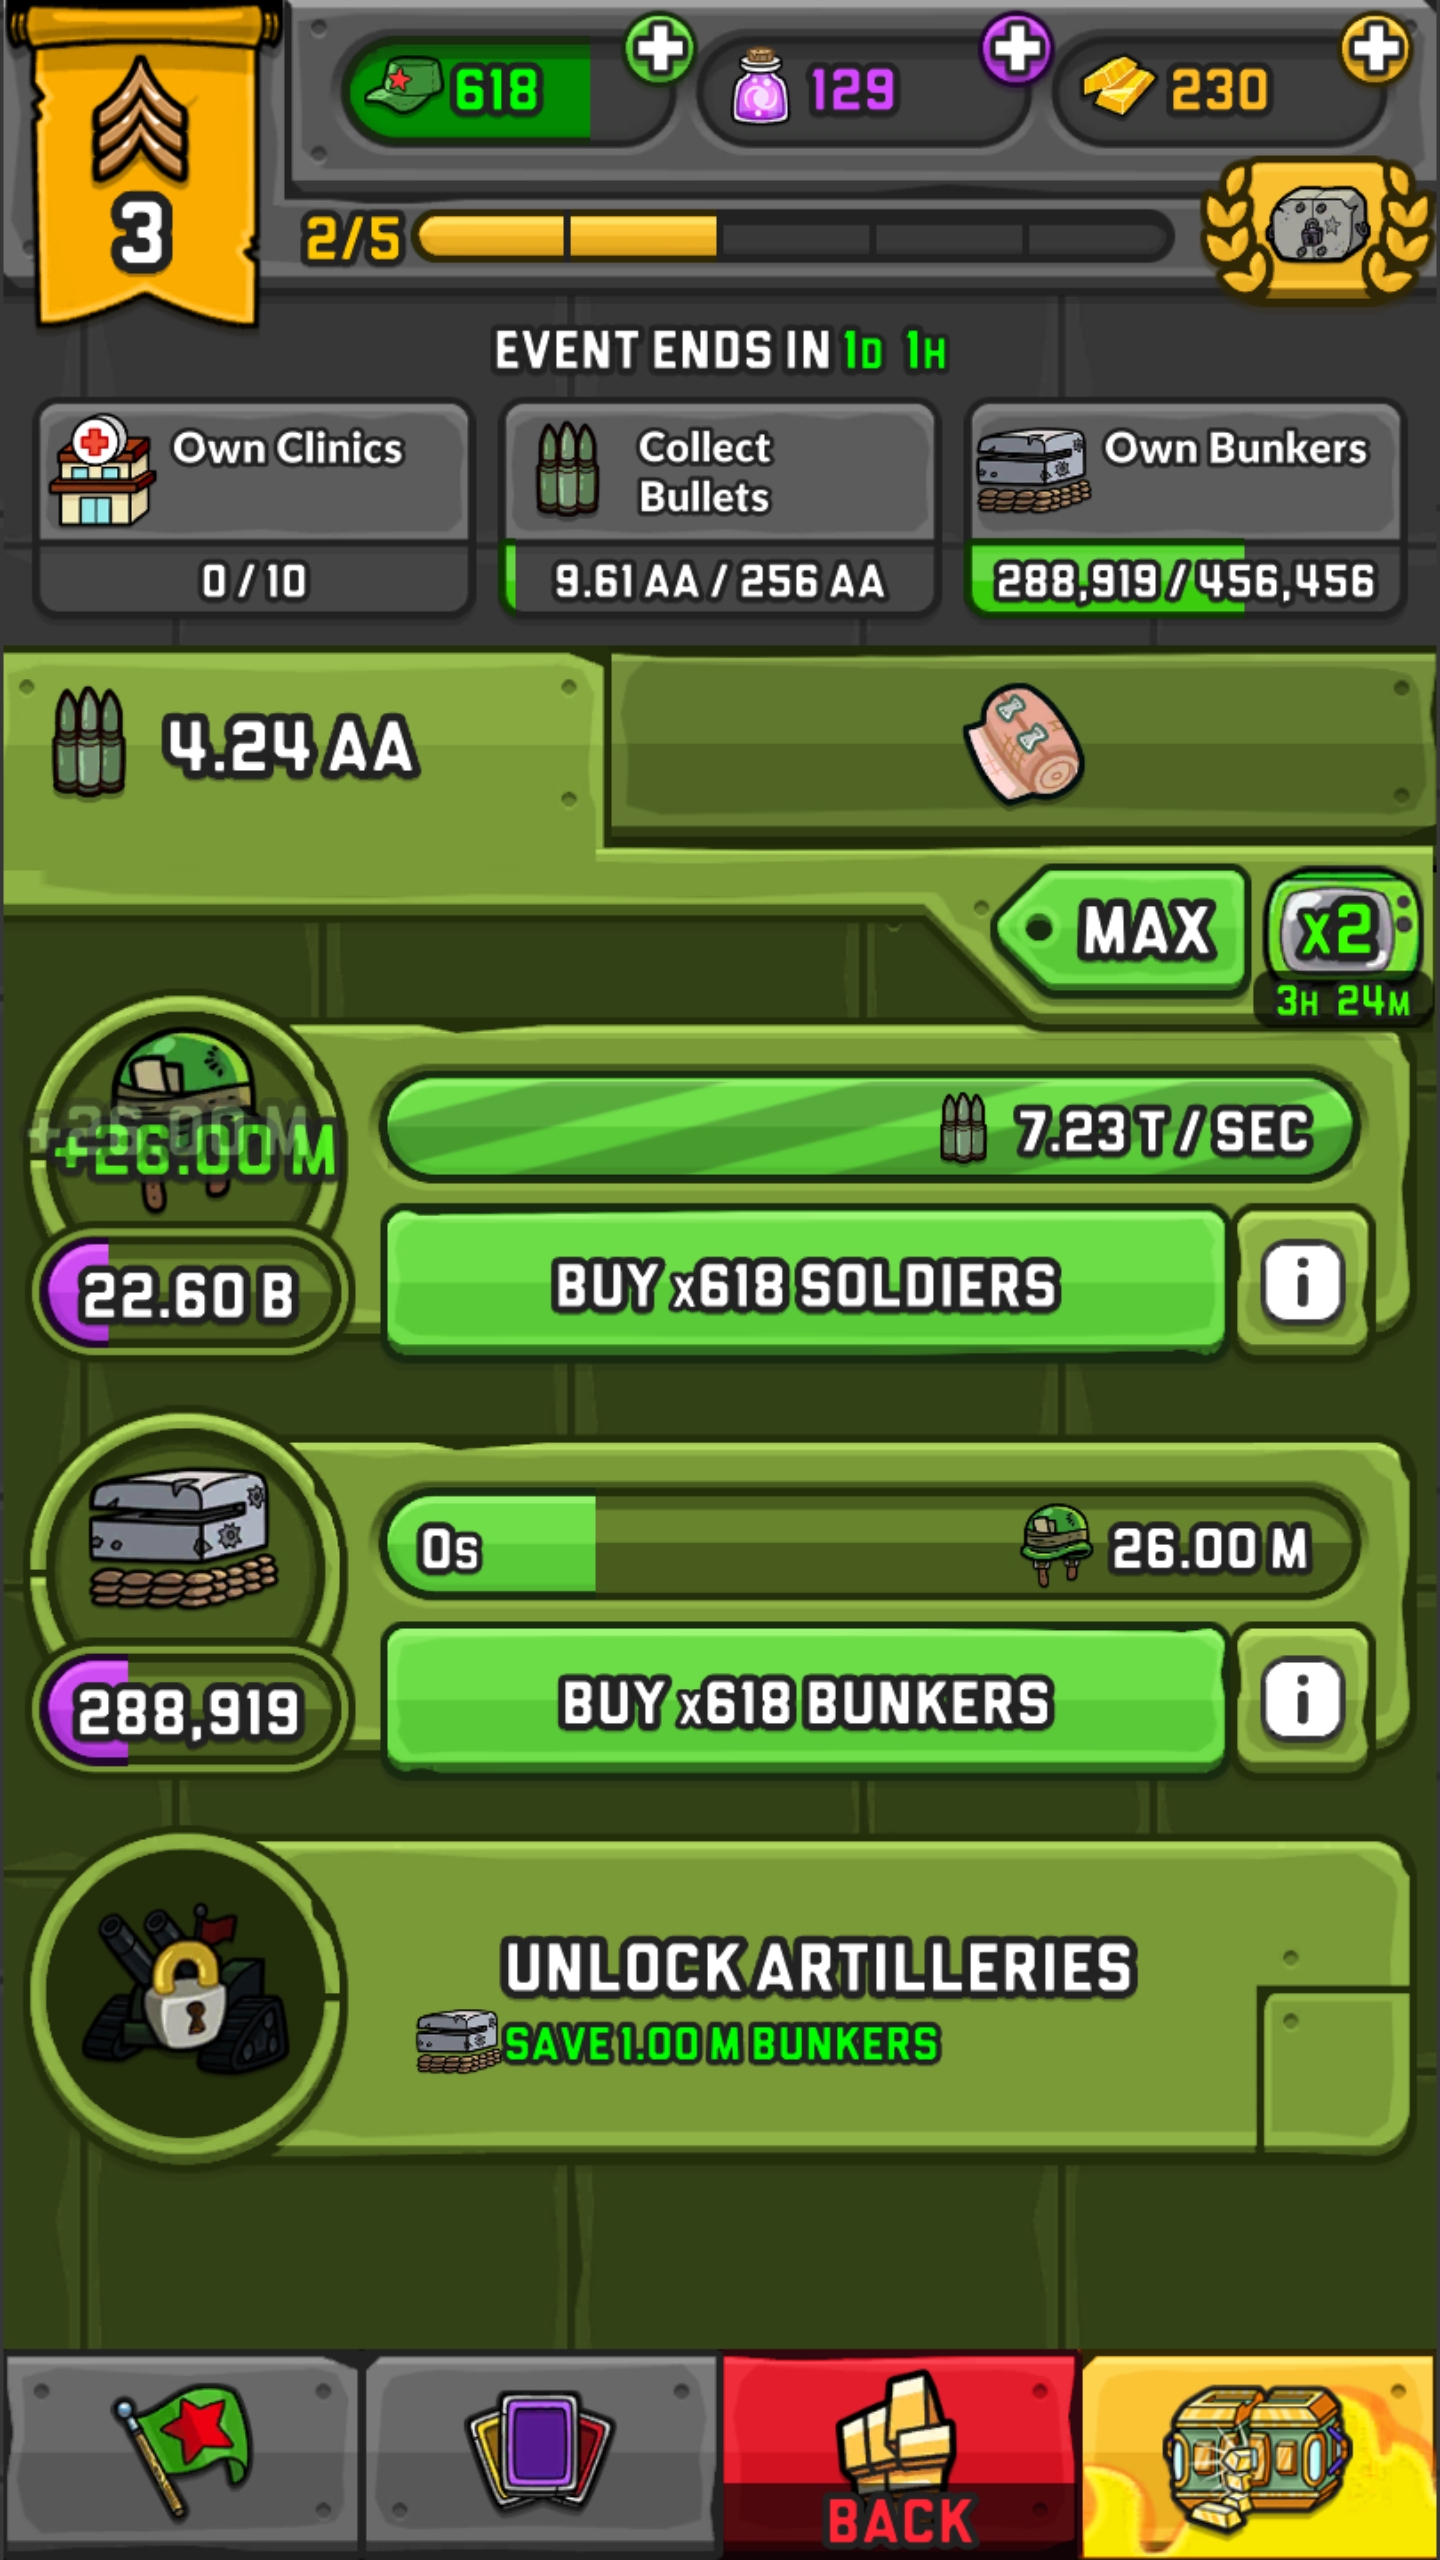 618
129
230
3
2/5
EVENT ENDS IN 1D 1H
Own Clinics
0 / 10
Collect
Bullets
9.61 AA / 256 AA
Own Bunkers
288,919 / 456,456
4.24 AA
MAX
x2
3H 24M
+26.00 M
+26.00 M
7.23 T / SEC
22.60 B
BUY x618 SOLDIERS
i
0s
26.00 M
288,919
BUY x618 BUNKERS
i
UNLOCK ARTILLERIES
SAVE 1.00 M BUNKERS
BACK